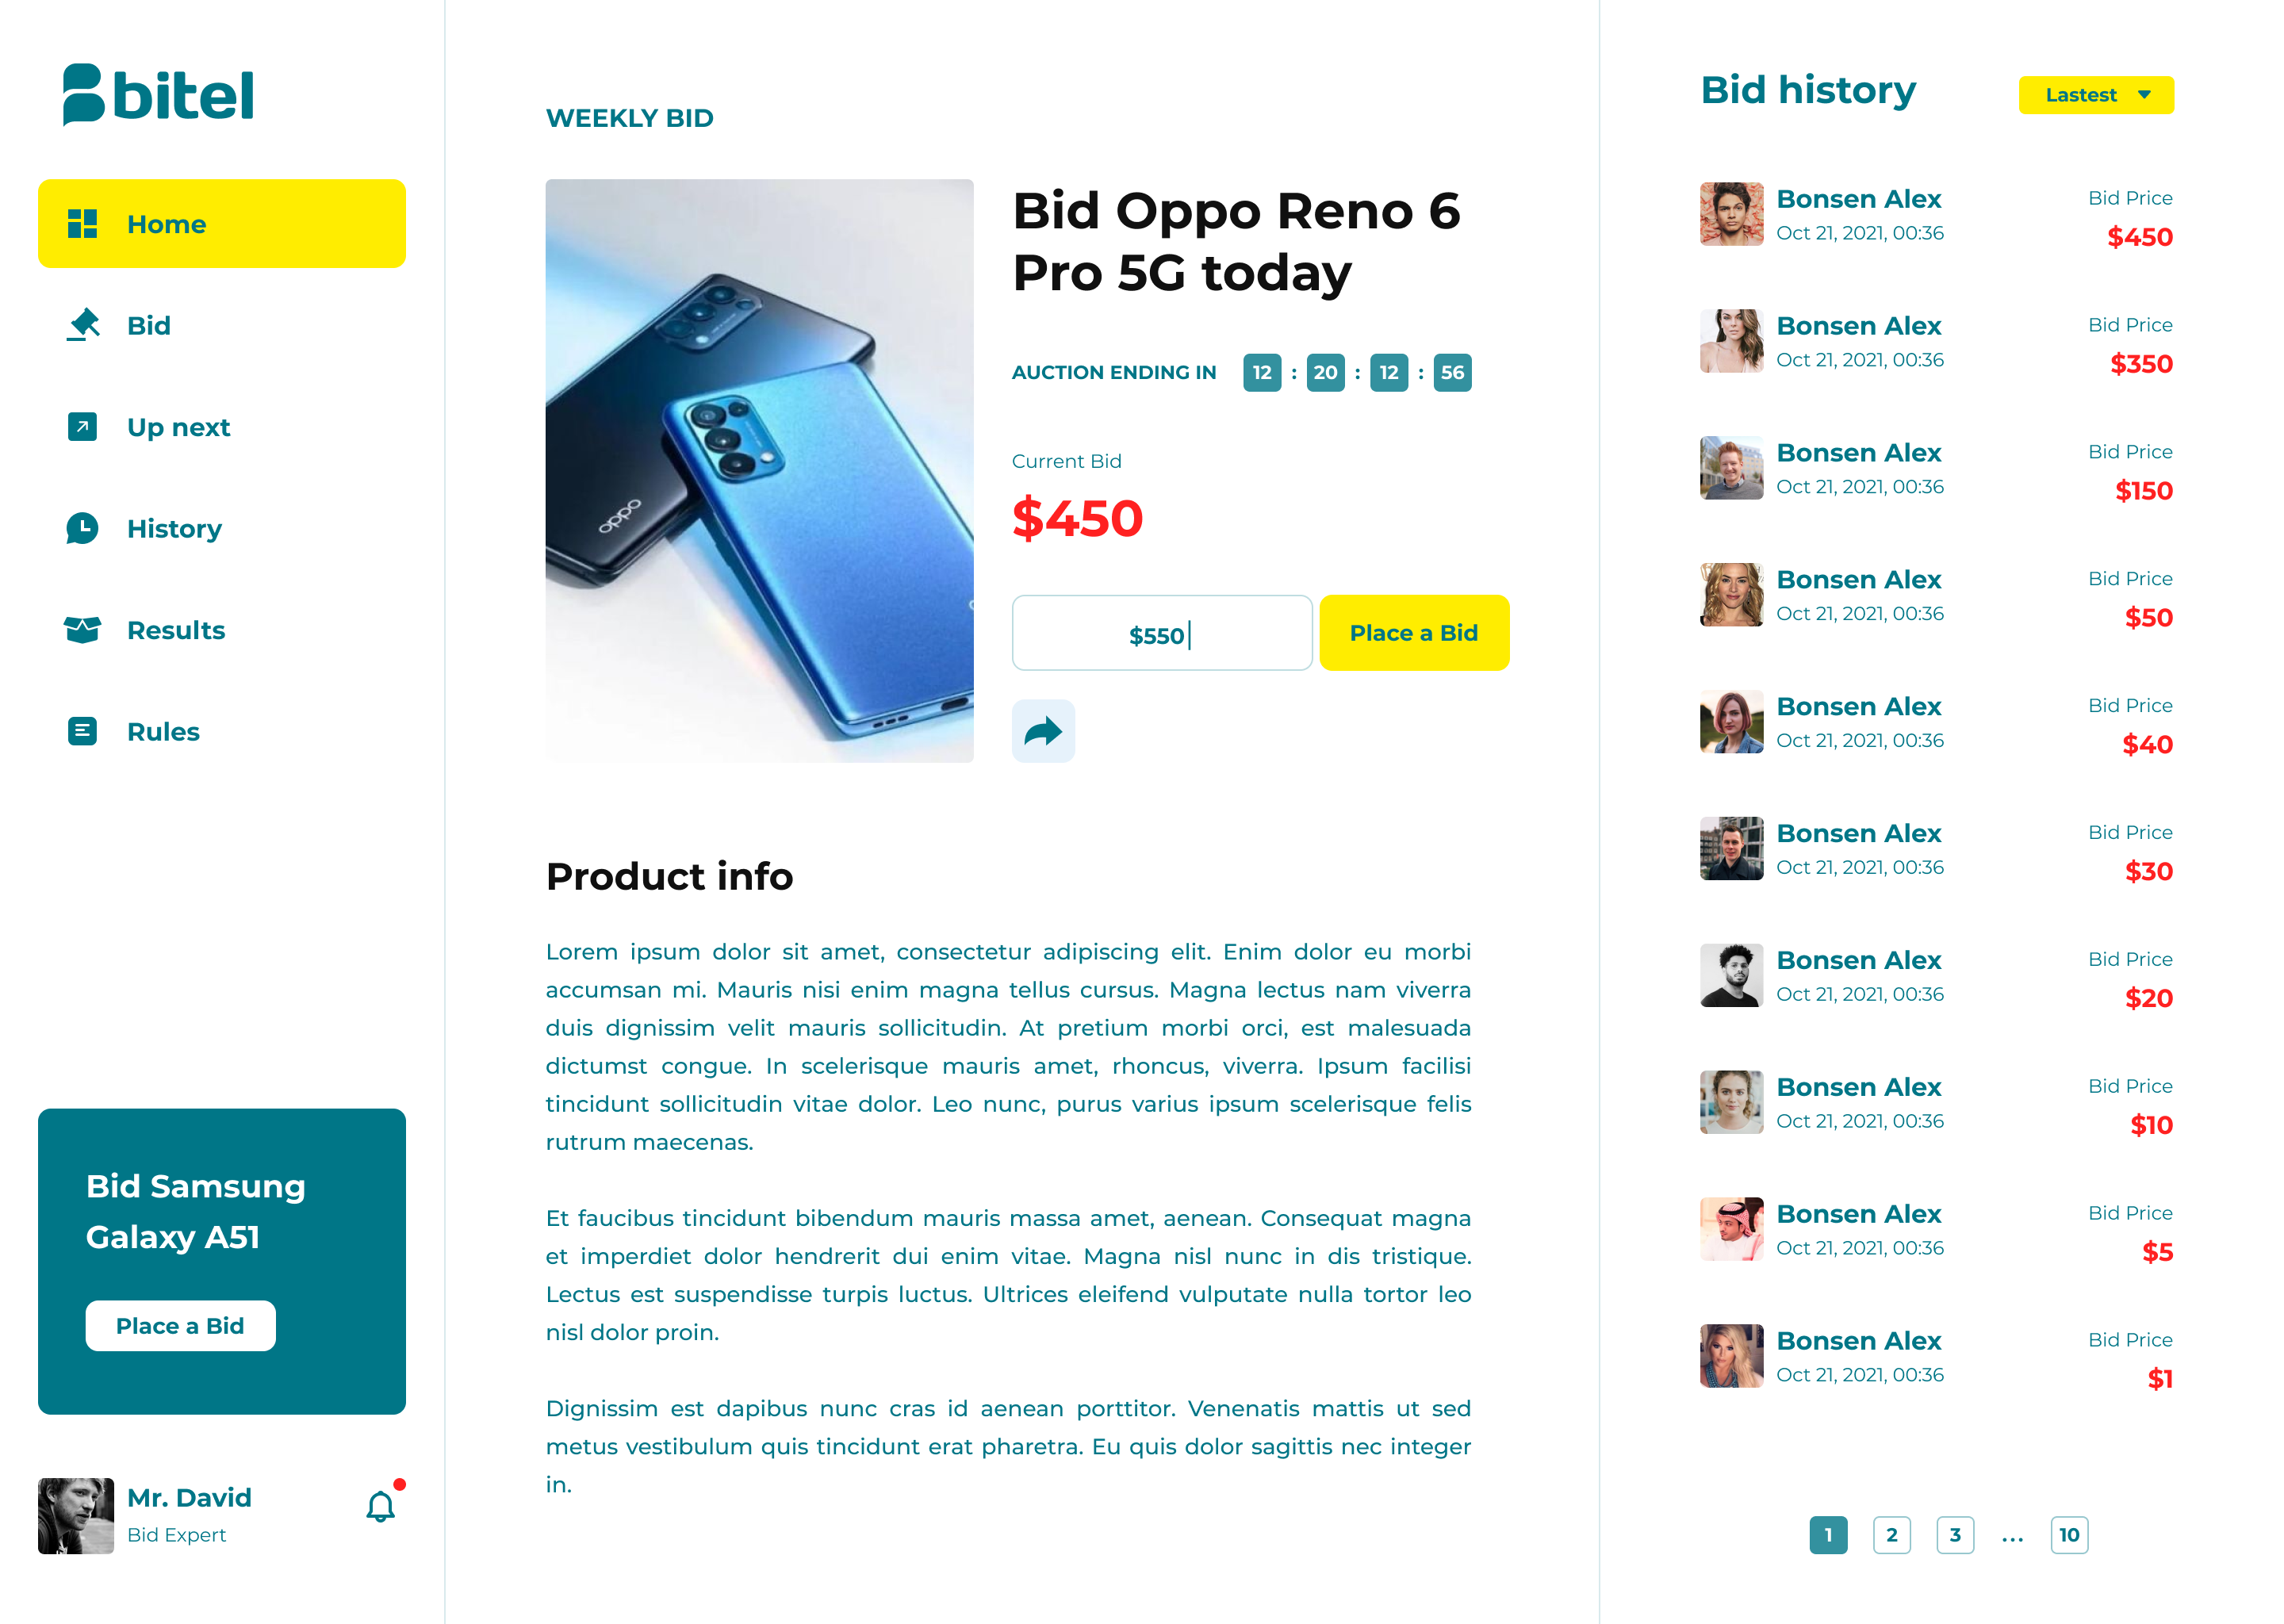 bitel
Home
Bid
Up next
History
Results
Rules
Bid Samsung
Galaxy A51
Place a Bid
Mr. David
Bid Expert
WEEKLY BID
oppo
Bid Oppo Reno 6
Pro 5G today
AUCTION ENDING IN 12 : 20 : 12 : 56
Current Bid
$450
$550
Place a Bid
Product info
Lorem ipsum dolor sit amet, consectetur adipiscing elit. Enim dolor eu morbi
accumsan mi. Mauris nisi enim magna tellus cursus. Magna lectus nam viverra
duis dignissim velit mauris sollicitudin. At pretium morbi orci, est malesuada
dictumst congue. In scelerisque mauris amet, rhoncus, viverra. Ipsum facilisi
tincidunt sollicitudin vitae dolor. Leo nunc, purus varius ipsum scelerisque felis
rutrum maecenas.
Et faucibus tincidunt bibendum mauris massa amet, aenean. Consequat magna
et imperdiet dolor hendrerit dui enim vitae. Magna nisl nunc in dis tristique.
Lectus est suspendisse turpis luctus. Ultrices eleifend vulputate nulla tortor leo
nisl dolor proin.
Dignissim est dapibus nunc cras id aenean porttitor. Venenatis mattis ut sed
metus vestibulum quis tincidunt erat pharetra. Eu quis dolor sagittis nec integer
in.
Bid history
Lastest
Bonsen Alex
Oct 21, 2021, 00:36
Bid Price
$450
Bonsen Alex
Oct 21, 2021, 00:36
Bid Price
$350
Bonsen Alex
Oct 21, 2021, 00:36
Bid Price
$150
Bonsen Alex
Oct 21, 2021, 00:36
Bid Price
$50
Bonsen Alex
Oct 21, 2021, 00:36
Bid Price
$40
Bonsen Alex
Oct 21, 2021, 00:36
Bid Price
$30
Bonsen Alex
Oct 21, 2021, 00:36
Bid Price
$20
Bonsen Alex
Oct 21, 2021, 00:36
Bid Price
$10
Bonsen Alex
Oct 21, 2021, 00:36
Bid Price
$5
Bonsen Alex
Oct 21, 2021, 00:36
Bid Price
$1
1 2 3 ... 10